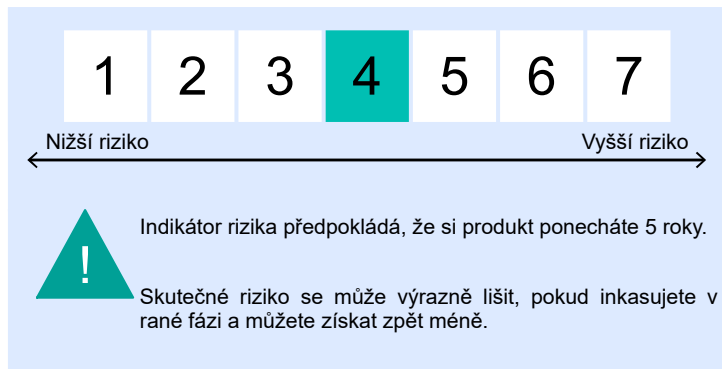 1 2 3 4 5 6 7
Nižší riziko Vyšší riziko
!
Indikátor rizika předpokládá, že si produkt ponecháte 5 roky.
Skutečné riziko se může výrazně lišit, pokud inkasujete v
rané fázi a můžete získat zpět méně.